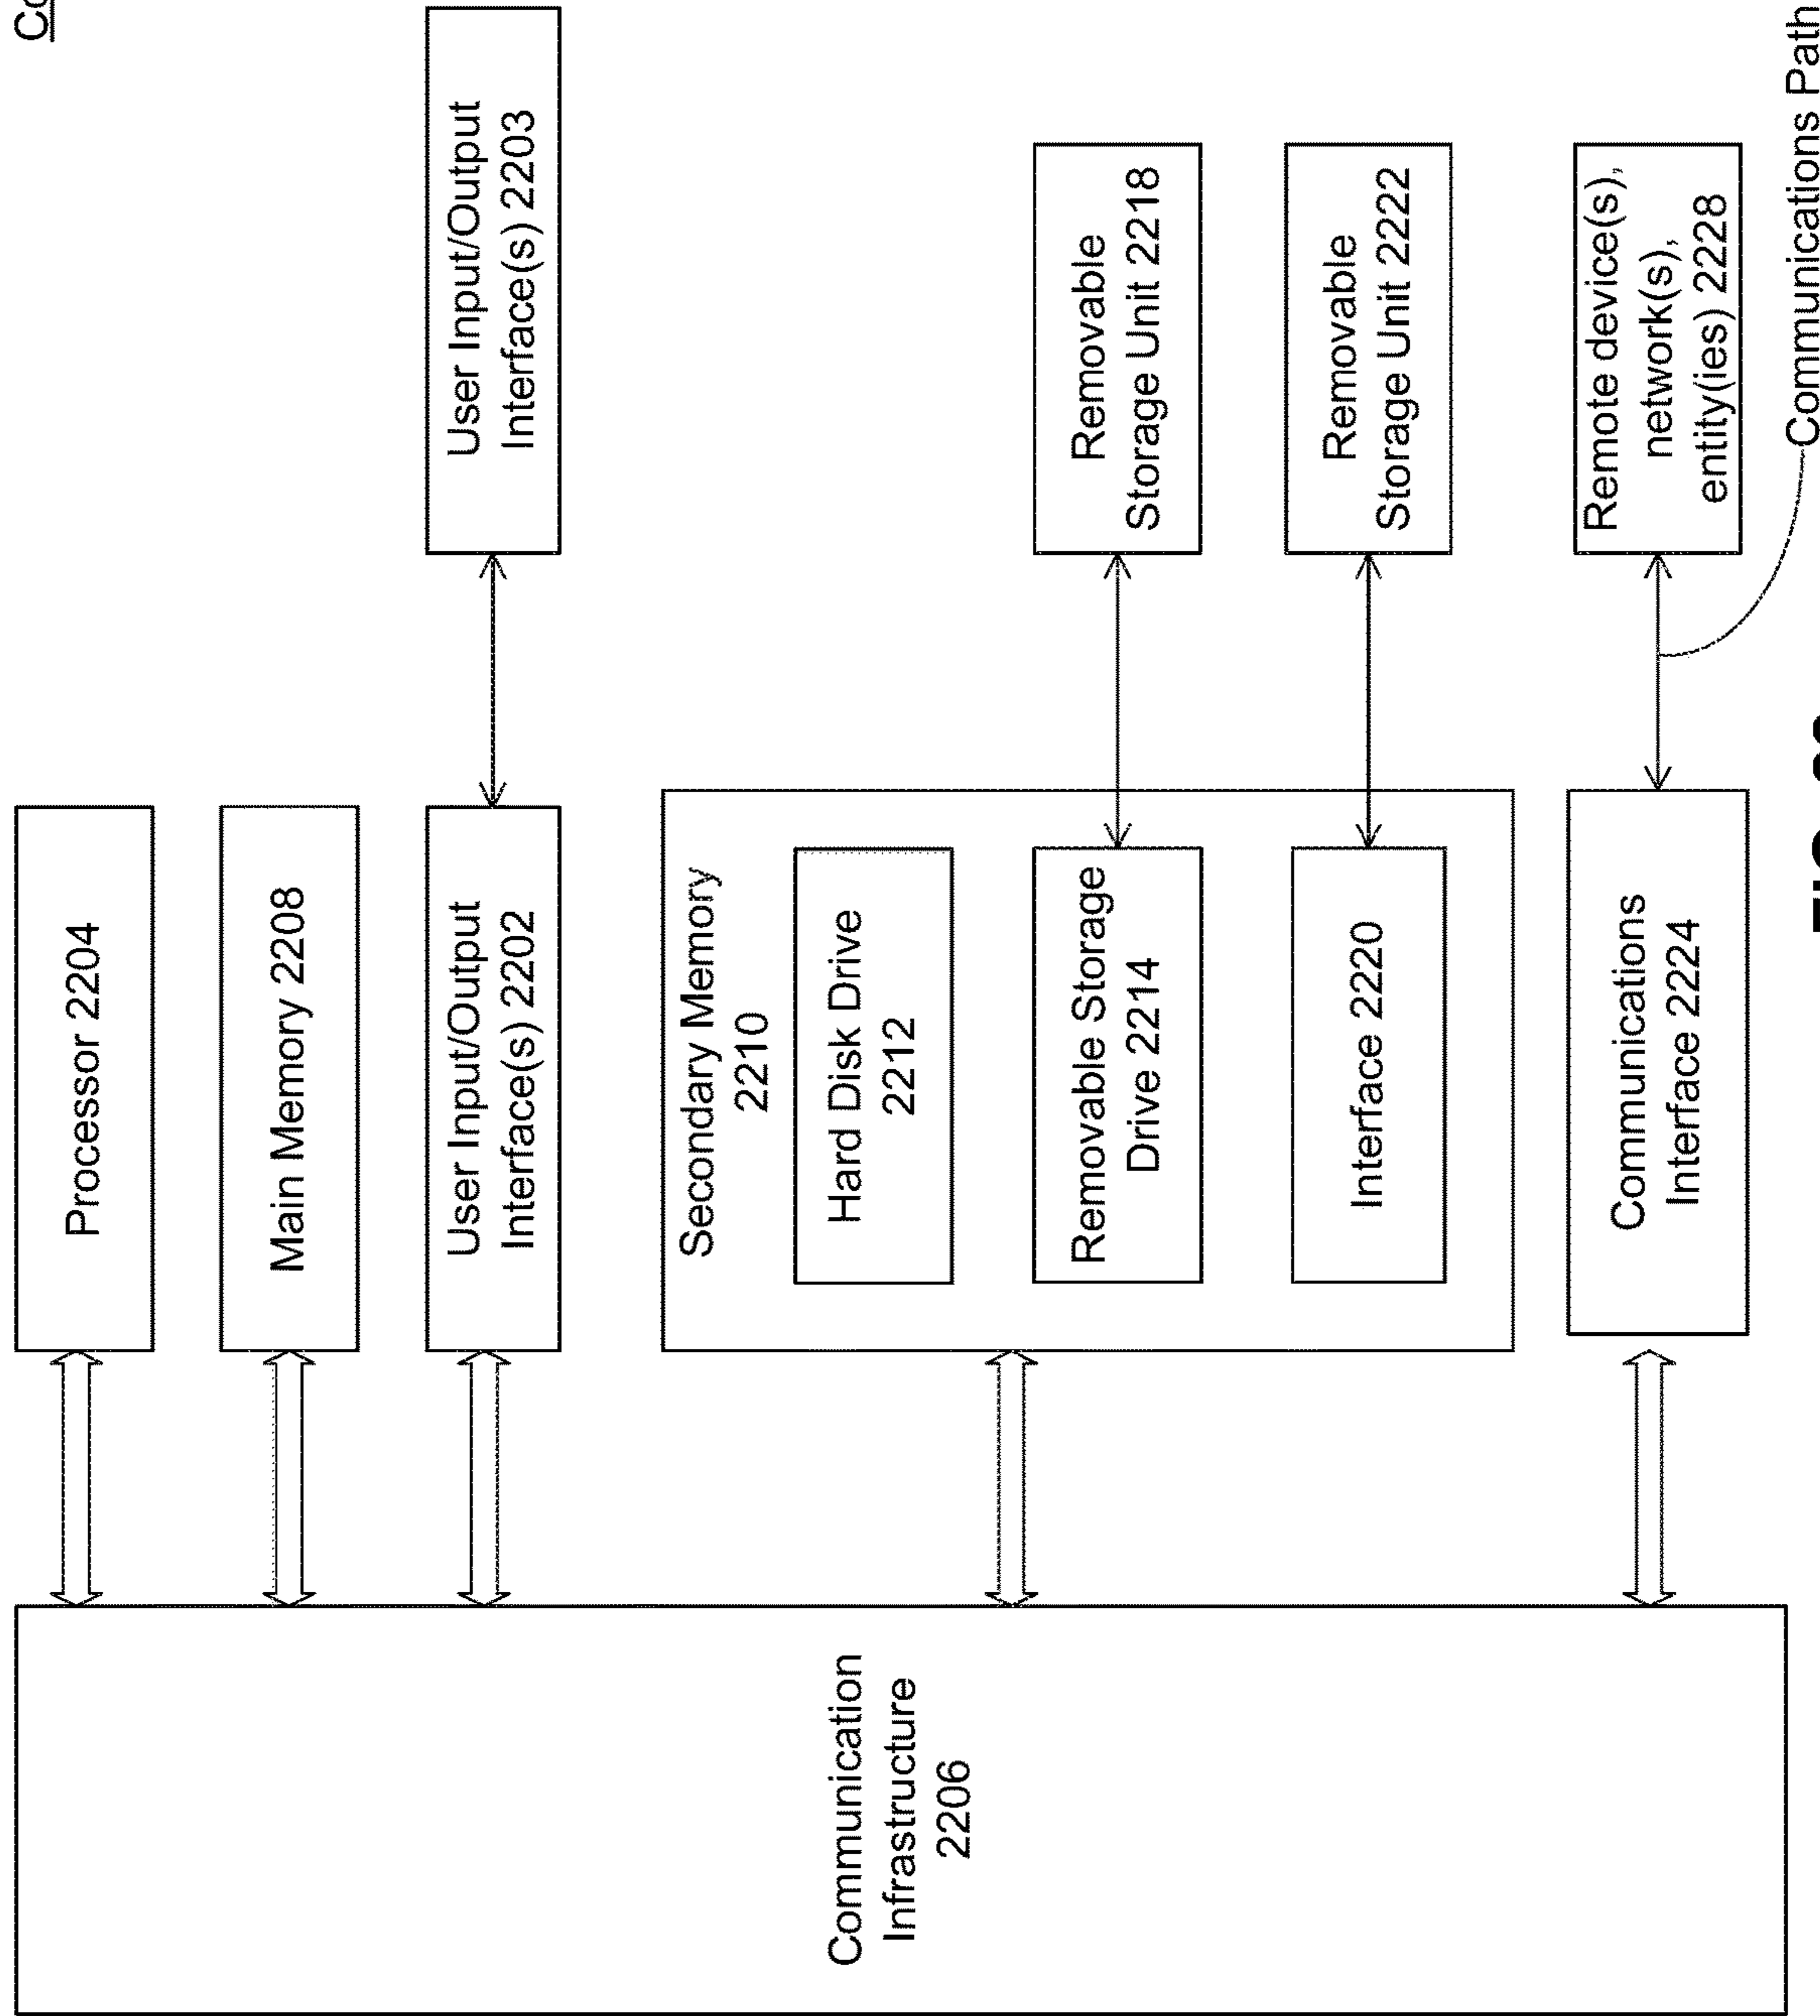 Processor 2204
Main Memory 2208
User Input/Output
Interface(s) 2202
User Input/Output
Interface(s) 2203
Communication
Infrastructure
2206
Secondary Memory
2210
Hard Disk Drive
2212
Removable Storage
Drive 2214
Removable
Storage Unit 2218
Interface 2220
Removable
Storage Unit 2222
Communications
Interface 2224
Remote device(s),
network(s),
entity(ies) 2228
Communications Path